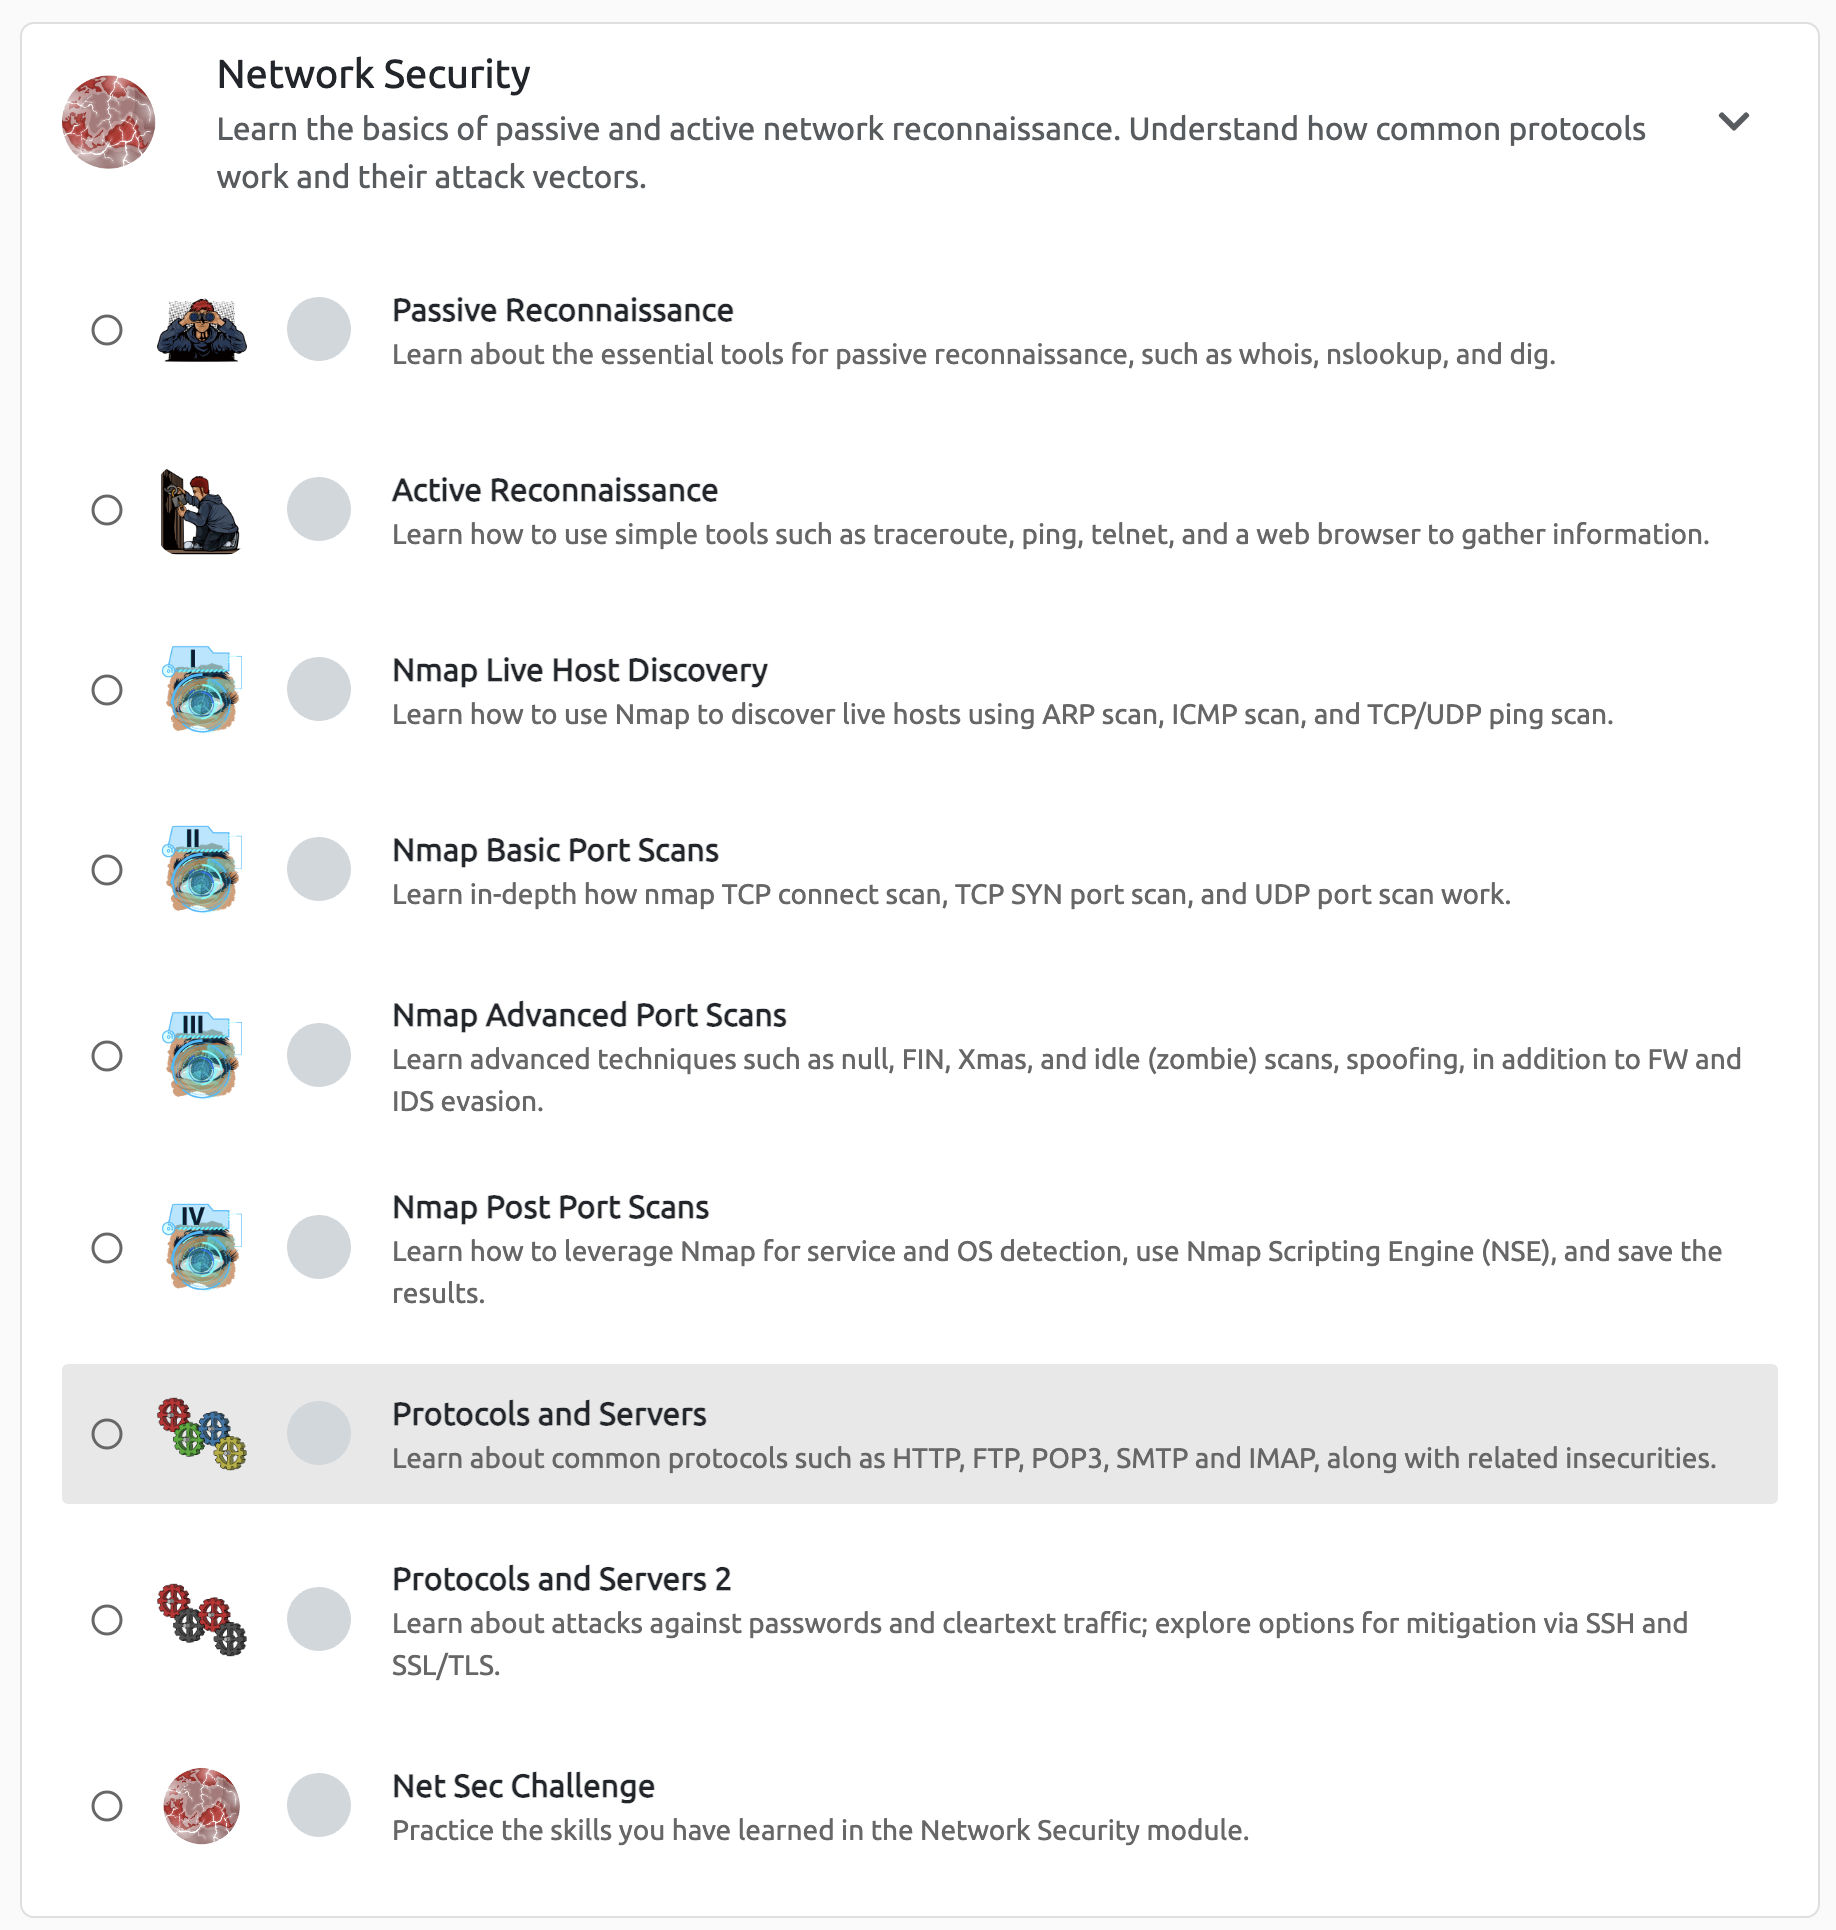 Network Security
Learn the basics of passive and active network reconnaissance. Understand how common protocols
work and their attack vectors.
Passive Reconnaissance
Learn about the essential tools for passive reconnaissance, such as whois, nslookup, and dig.
Active Reconnaissance
Learn how to use simple tools such as traceroute, ping, telnet, and a web browser to gather information.
I
Nmap Live Host Discovery
Learn how to use Nmap to discover live hosts using ARP scan, ICMP scan, and TCP/UDP ping scan.
II
Nmap Basic Port Scans
Learn in-depth how nmap TCP connect scan, TCP SYN port scan, and UDP port scan work.
III
Nmap Advanced Port Scans
Learn advanced techniques such as null, FIN, Xmas, and idle (zombie) scans, spoofing, in addition to FW and
IDS evasion.
IV
Nmap Post Port Scans
Learn how to leverage Nmap for service and OS detection, use Nmap Scripting Engine (NSE), and save the
results.
Protocols and Servers
Learn about common protocols such as HTTP, FTP, POP3, SMTP and IMAP, along with related insecurities.
Protocols and Servers 2
Learn about attacks against passwords and cleartext traffic; explore options for mitigation via SSH and
SSL/TLS.
Net Sec Challenge
Practice the skills you have learned in the Network Security module.